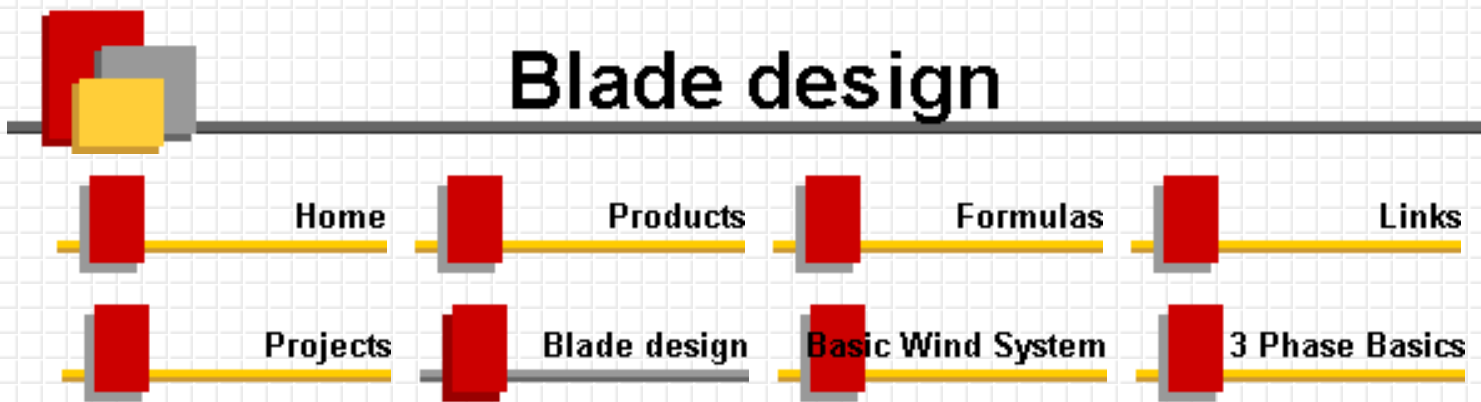 Blade design
Home Products Formulas Links
Projects Blade design Basic Wind System 3 Phase Basics